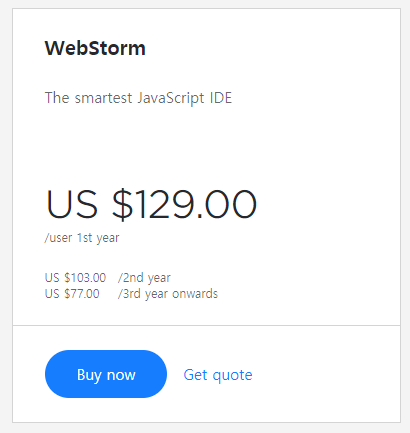 WebStorm
The smartest JavaScript IDE
US $129.00
/user 1st year
US $103.00 /2nd year
US $77.00 /3rd year onwards
Buy now Get quote